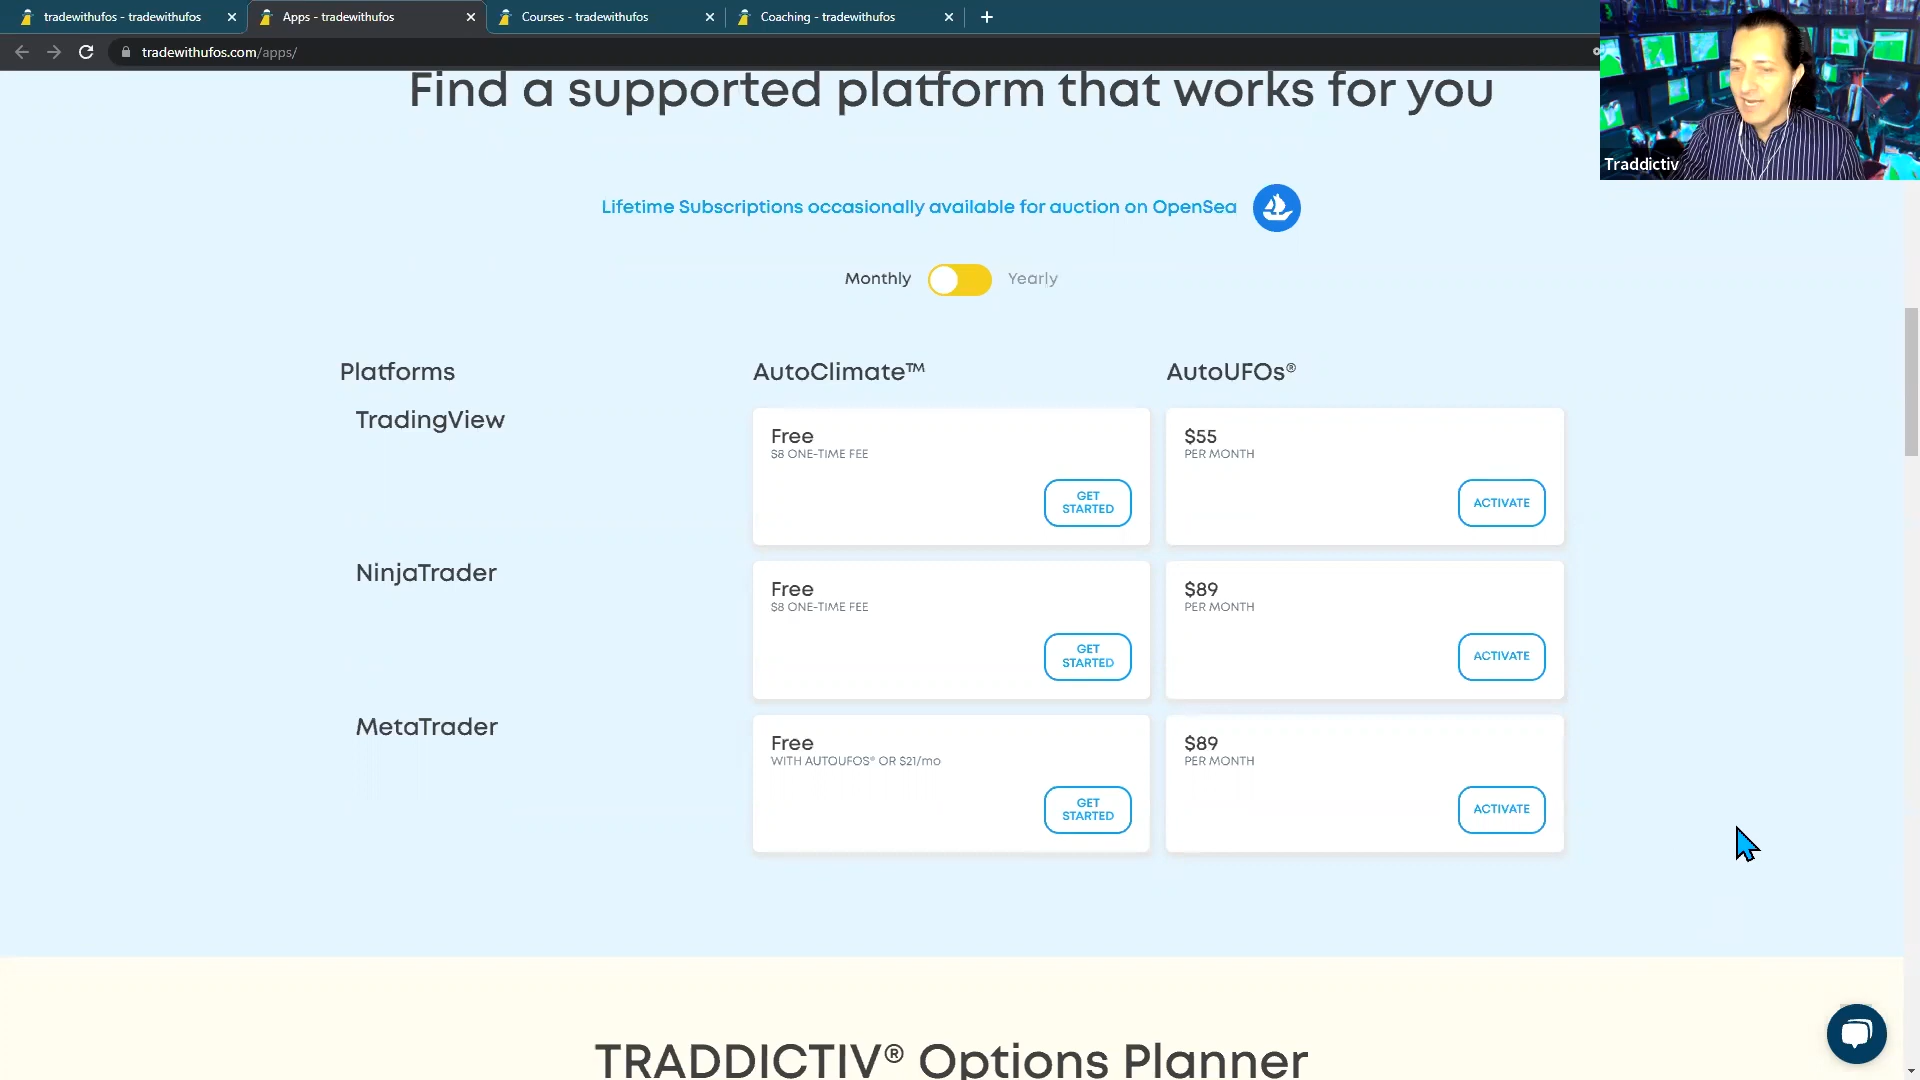 tradewithufos - tradewithufos
Apps - tradewithufos
Courses - tradewithufos
Coaching - tradewithufos
tradewithufos.com/apps/
Find a supported platform that works for you
Traddictiv
Lifetime Subscriptions occasionally available for auction on OpenSea
Monthly
Yearly
Platforms
AutoClimate™
AutoUFOs®
TradingView
Free
$8 ONE-TIME FEE
GET
STARTED
$55
PER MONTH
ACTIVATE
NinjaTrader
Free
$8 ONE-TIME FEE
GET
STARTED
$89
PER MONTH
ACTIVATE
MetaTrader
Free
WITH AUTOUFOS® OR $21/mo
GET
STARTED
$89
PER MONTH
ACTIVATE
TRADDICTIV® Options Planner